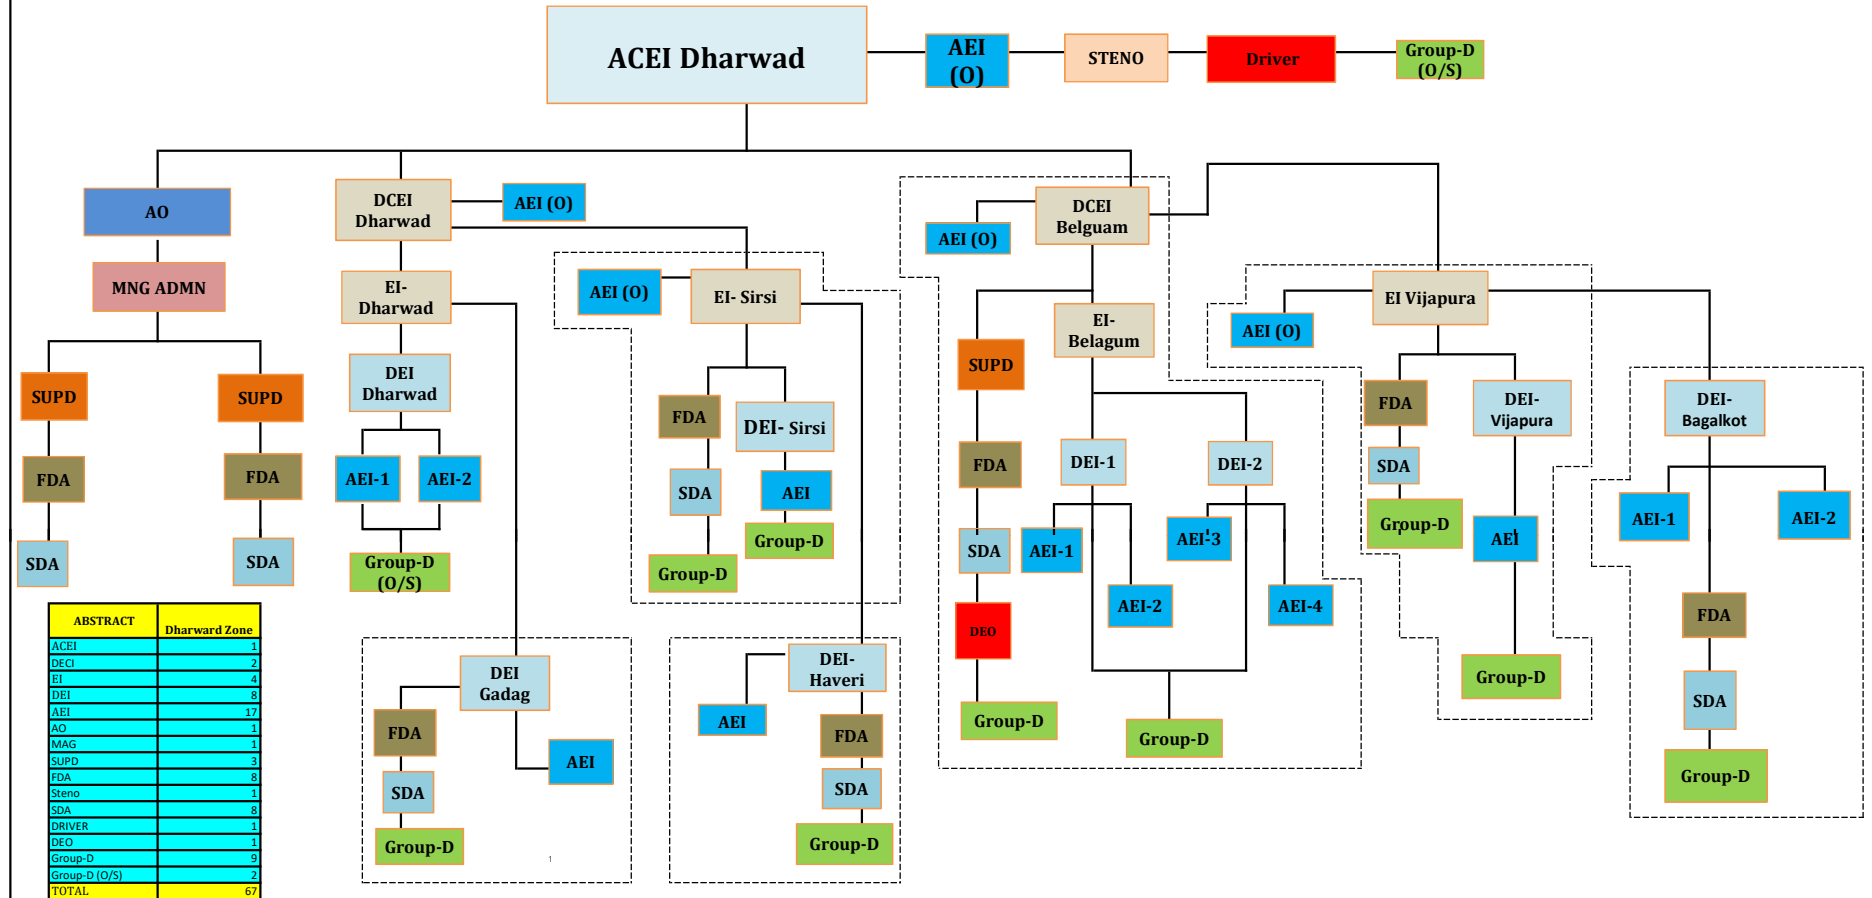 ACEI Dharwad
AEI
(O)
STENO
Driver
Group-D
(O/S)
AO
MNG ADMN
SUPD
FDA
SDA
SUPD
FDA
SDA
DCEI
Dharwad
AEI (O)
EI-
Dharwad
DEI
Dharwad
AEI-1
AEI-2
Group-D
(O/S)
DEI
Gadag
FDA
SDA
Group-D
AEI
1
AEI (O)
EI- Sirsi
FDA
SDA
Group-D
DEI- Sirsi
AEI
Group-D
DEI-
Haveri
AEI
FDA
SDA
Group-D
DCEI
Belguam
AEI (O)
SUPD
FDA
SDA
DEO
Group-D
EI-
Belagum
DEI-1
DEI-2
AEI-1
AEI-2
AEI-3
AEI-4
Group-D
EI Vijapura
AEI (O)
FDA
SDA
Group-D
DEI-
Vijapura
AEI
Group-D
DEI-
Bagalkot
AEI-1
AEI-2
FDA
SDA
Group-D
ABSTRACT Dharward Zone
ACEI 1
DECI 2
EI 4
DEI 8
AEI 17
AO 1
MAG 1
SUPD 3
FDA 8
Steno 1
SDA 8
DRIVER 1
DEO 1
Group-D 9
Group-D (O/S) 2
TOTAL 67